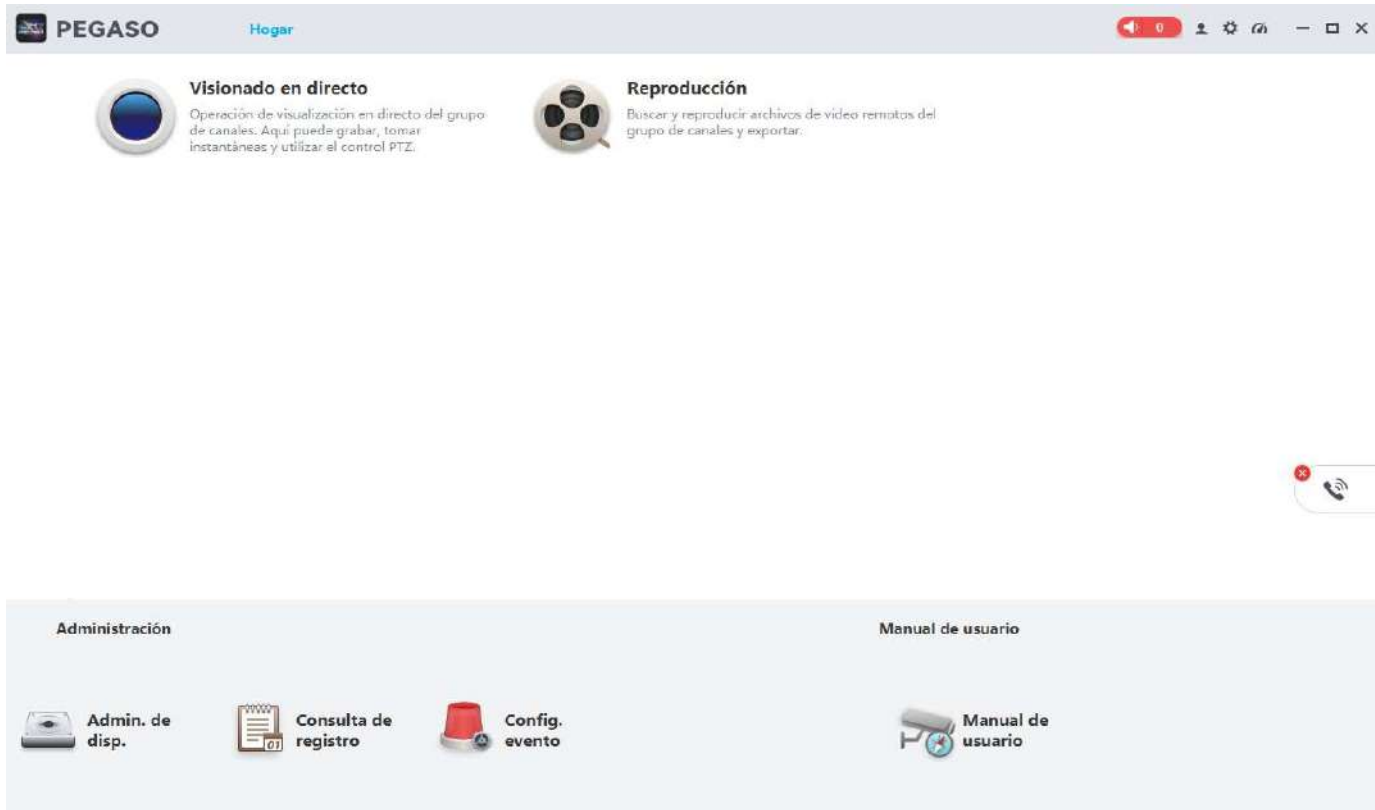 PEGASO
Hogar
0
Visionado en directo
Operación de visualización en directo del grupo
de canales. Aquí puede grabar, tomar
instantáneas y utilizar el control PTZ.
Reproducción
Buscar y reproducir archivos de vídeo remotos del
grupo de canales y exportar.
Administración
Manual de usuario
Admin. de
disp.
01
Consulta de
registro
Config.
evento
Manual de
usuario